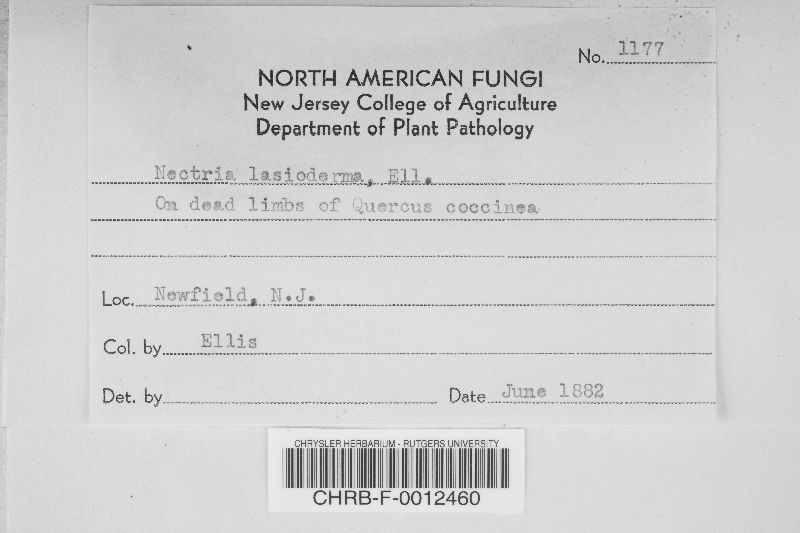 No. 1177
NORTH AMERICAN FUNGI
New Jersey College of Agriculture
Department of Plant Pathology
Nectria lasioderma, Ell.
On dead limbs of Quercus coccinea
Loc. Newfield, N.J.
Col. by Ellis
Det. by Date June 1882
CHRYSLER HERBARIUM - RUTGERS UNIVERSITY
CHRB-F-0012460